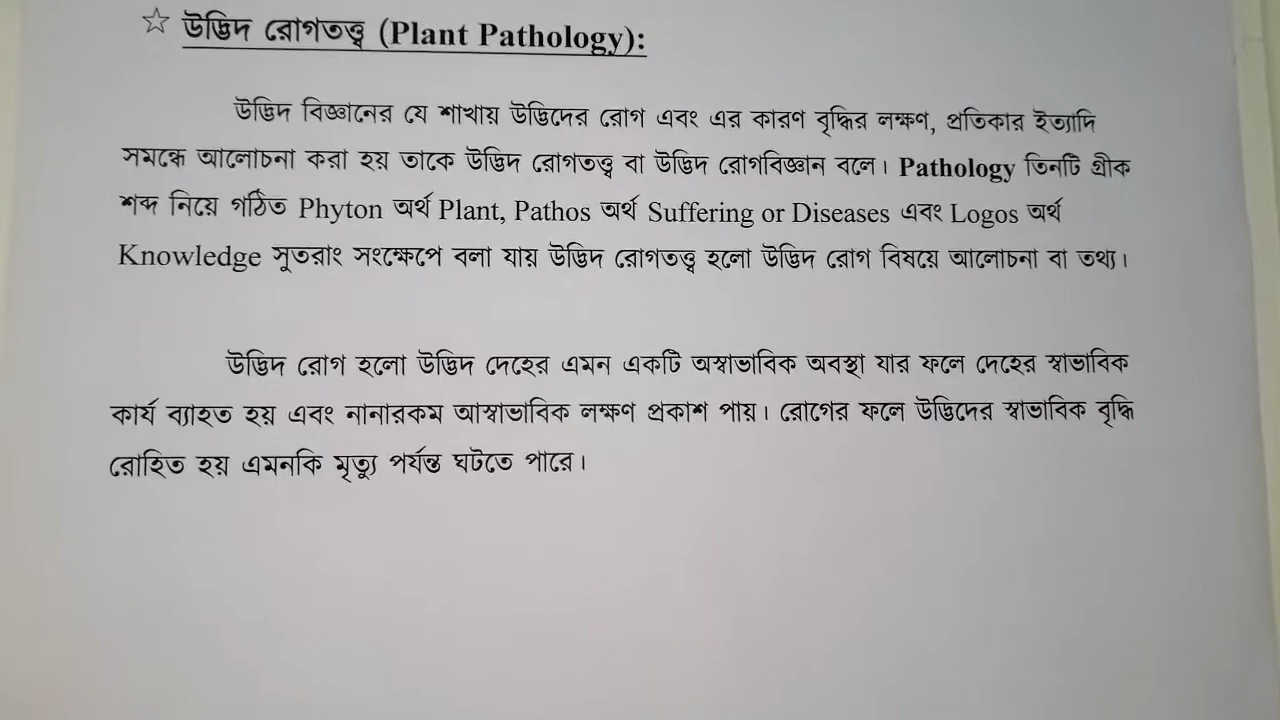 ☆ উদ্ভিদ রোগতত্ত্ব (Plant Pathology):
উদ্ভিদ বিজ্ঞানের যে শাখায় উদ্ভিদের রোগ এবং এর কারণ বৃদ্ধির লক্ষণ, প্রতিকার ইত্যাদি
সমন্ধে আলোচনা করা হয় তাকে উদ্ভিদ রোগতত্ত্ব বা উদ্ভিদ রোগবিজ্ঞান বলে। Pathology তিনটি গ্রীক
শব্দ নিয়ে গঠিত Phyton অর্থ Plant, Pathos অর্থ Suffering or Diseases এবং Logos অর্থ
Knowledge সুতরাং সংক্ষেপে বলা যায় উদ্ভিদ রোগতত্ত্ব হলো উদ্ভিদ রোগ বিষয়ে আলোচনা বা তথ্য।
উদ্ভিদ রোগ হলো উদ্ভিদ দেহের এমন একটি অস্বাভাবিক অবস্থা যার ফলে দেহের স্বাভাবিক
কার্য ব্যাহত হয় এবং নানারকম আস্বাভাবিক লক্ষণ প্রকাশ পায়। রোগের ফলে উদ্ভিদের স্বাভাবিক বৃদ্ধি
রোহিত হয় এমনকি মৃত্যু পর্যন্ত ঘটতে পারে।